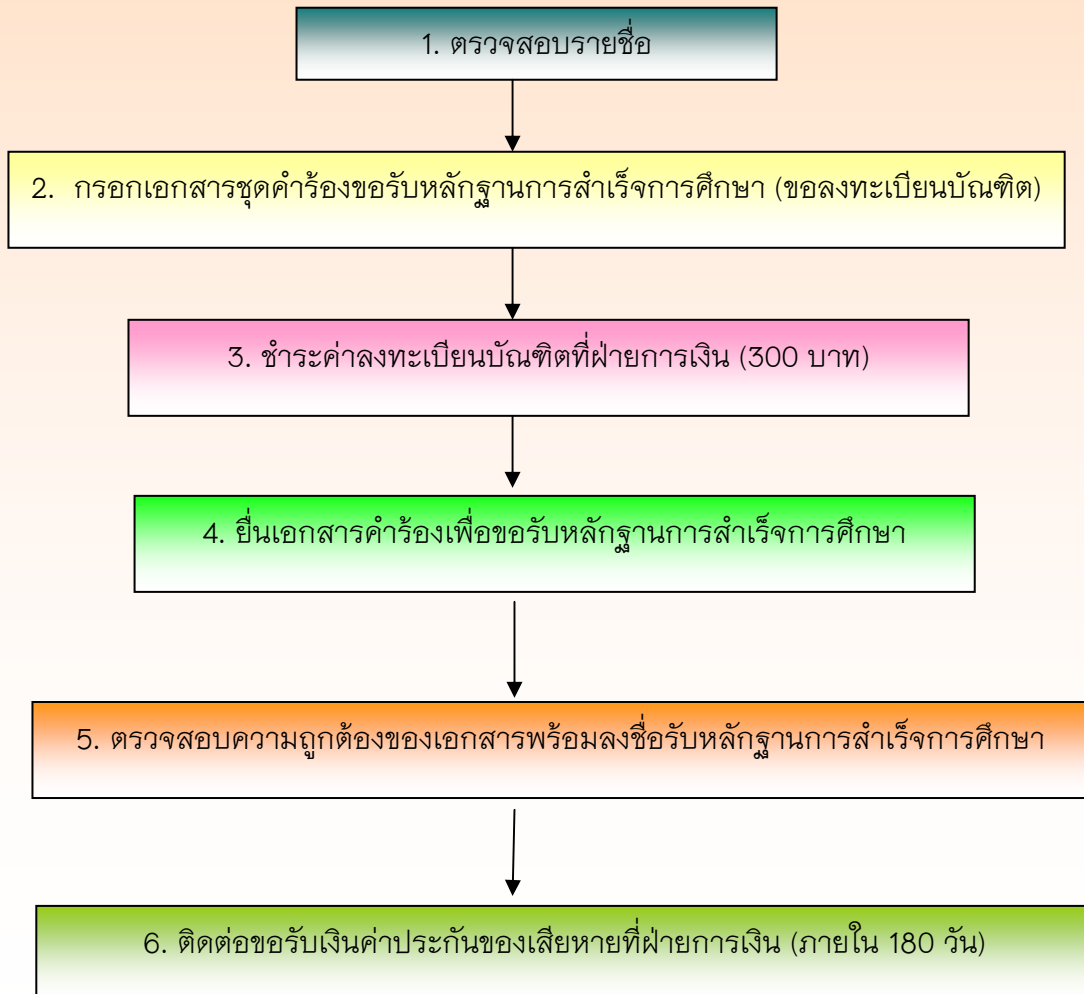 1. ตรวจสอบรายชื่อ
2. กรอกเอกสารชุดคำร้องขอรับหลักฐานการสำเร็จการศึกษา (ขอลงทะเบียนบัณฑิต)
3. ชำระค่าลงทะเบียนบัณฑิตที่ฝ่ายการเงิน (300 บาท)
4. ยื่นเอกสารคำร้องเพื่อขอรับหลักฐานการสำเร็จการศึกษา
5. ตรวจสอบความถูกต้องของเอกสารพร้อมลงชื่อรับหลักฐานการสำเร็จการศึกษา
6. ติดต่อขอรับเงินค่าประกันของเสียหายที่ฝ่ายการเงิน (ภายใน 180 วัน)